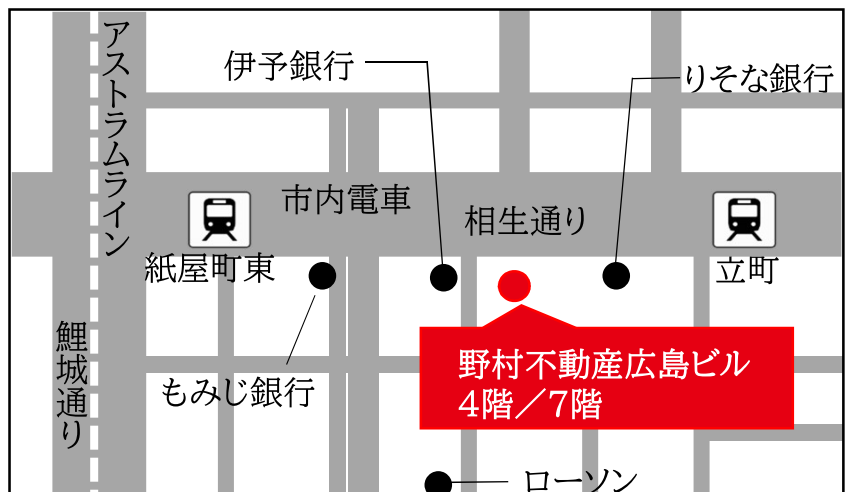 アストラムライン
伊予銀行
りそな銀行
市内電車
相生通り
紙屋町東
立町
鯉城通り
もみじ銀行
野村不動産広島ビル
4階／7階
ローソン